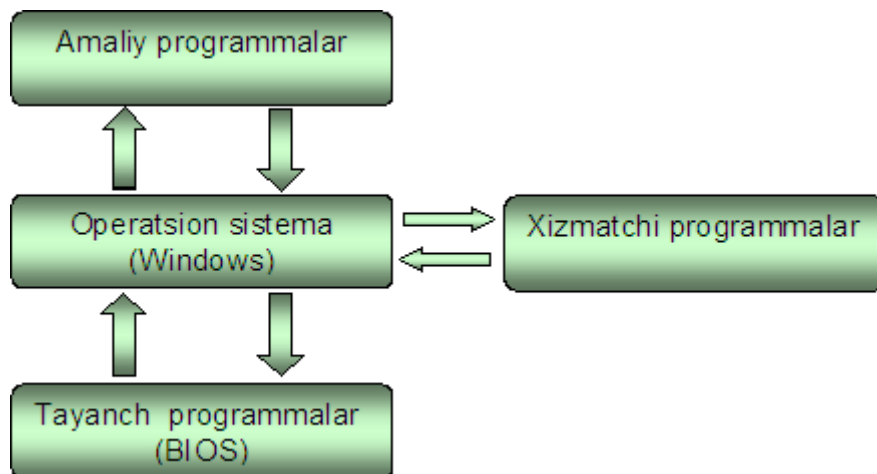 Amaliy programmalar
Operatsion sistema
(Windows)
Xizmatchi programmalar
Tayanch programmalar
(BIOS)